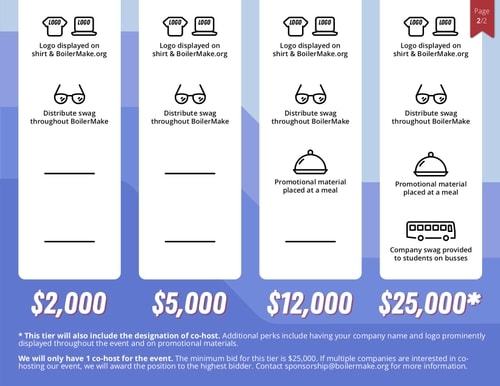 Page
2/2
LOGO LOGO LOGO LOGO LOGO LOGO LOGO LOGO
Logo displayed on Logo displayed on Logo displayed on Logo displayed on
shirt & BoilerMake.org shirt & BoilerMake.org shirt & BoilerMake.org shirt & BoilerMake.org
Distribute swag Distribute swag Distribute swag Distribute swag
throughout BoilerMake throughout BoilerMake throughout BoilerMake throughout BoilerMake
Promotional material Promotional material
placed at a meal placed at a meal
Company swag provided
to students on busses
$2,000 $5,000 $12,000 $25,000*
* This tier will also include the designation of co-host. Additional perks include having your company name and logo prominently
displayed throughout the event and on promotional materials.
We will only have 1 co-host for the event. The minimum bid for this tier is $25,000. If multiple companies are interested in co-
hosting our event, we will award the position to the highest bidder. Contact sponsorship@boilermake.org for more information.